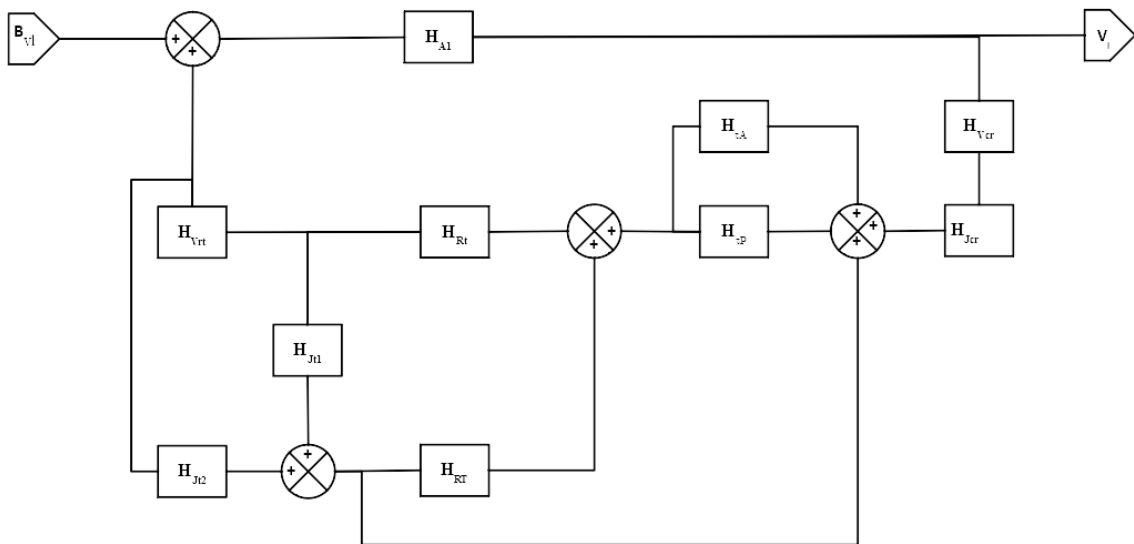 B_Vl
+
+
H_A1
V_l
H_τA
H_Vcr
H_Vrt
H_Rt
+
+
H_τP
+
+
+
H_Jcr
H_Jt1
H_Jt2
+
+
H_RT